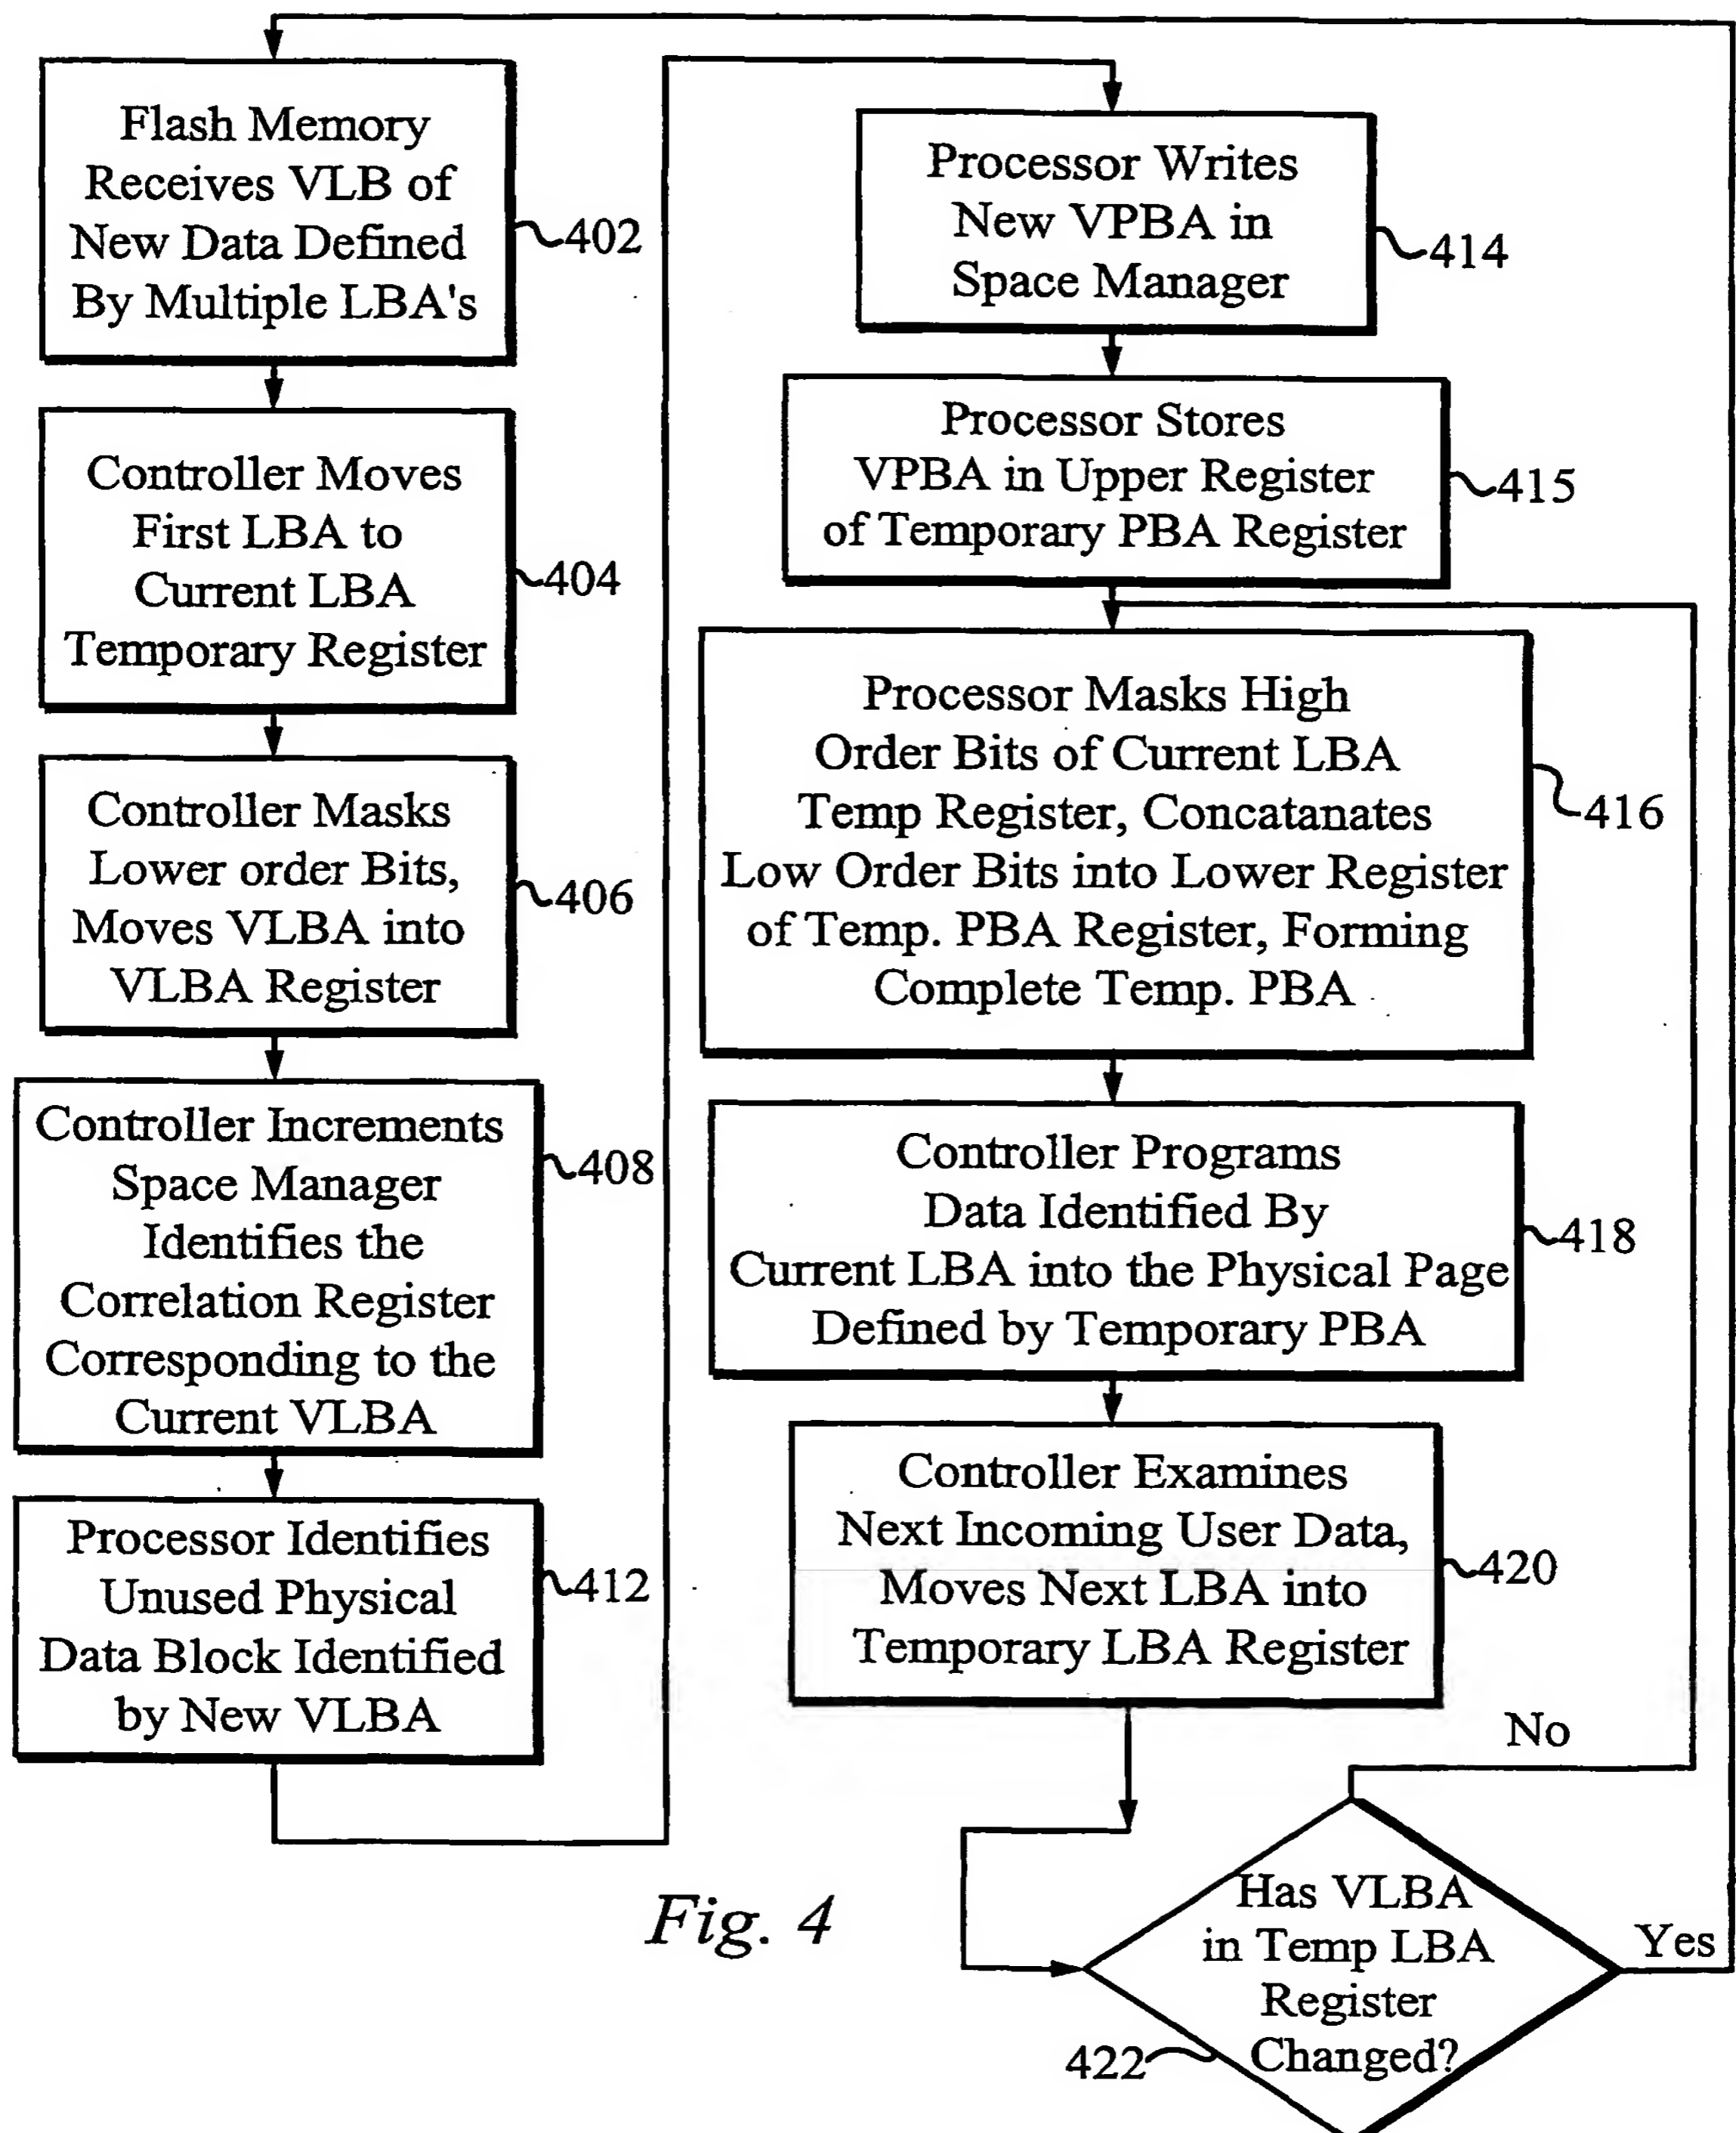 Flash Memory
Receives VLB of
New Data Defined
By Multiple LBA's
402
Controller Moves
First LBA to
Current LBA
Temporary Register
404
Controller Masks
Lower order Bits,
Moves VLBA into
VLBA Register
406
Controller Increments
Space Manager
Identifies the
Correlation Register
Corresponding to the
Current VLBA
408
Processor Identifies
Unused Physical
Data Block Identified
by New VLBA
412
Processor Writes
New VPBA in
Space Manager
414
Processor Stores
VPBA in Upper Register
of Temporary PBA Register
415
Processor Masks High
Order Bits of Current LBA
Temp Register, Concatanates
Low Order Bits into Lower Register
of Temp. PBA Register, Forming
Complete Temp. PBA
416
Controller Programs
Data Identified By
Current LBA into the Physical Page
Defined by Temporary PBA
418
Controller Examines
Next Incoming User Data,
Moves Next LBA into
Temporary LBA Register
420
No
Has VLBA
in Temp LBA
Register
Changed?
Yes
422
Fig. 4